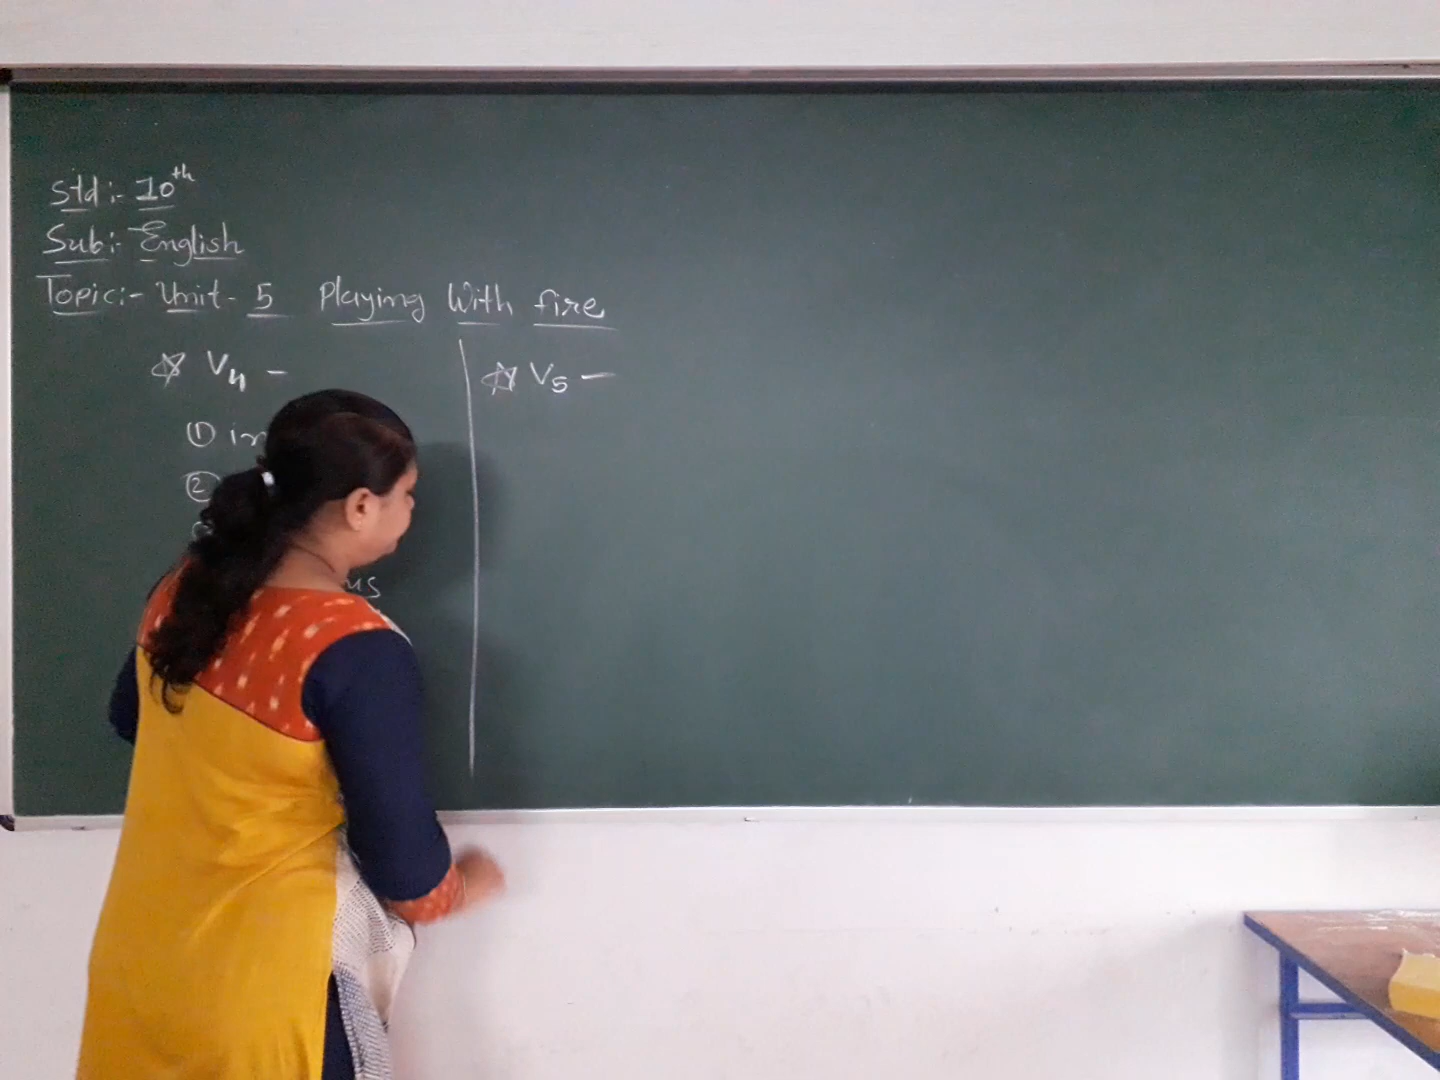 Std :- 10th
Sub :- English
Topic :- Unit - 5 Playing With fire
☆ V4 -
① in
②
us
☆ V5 -